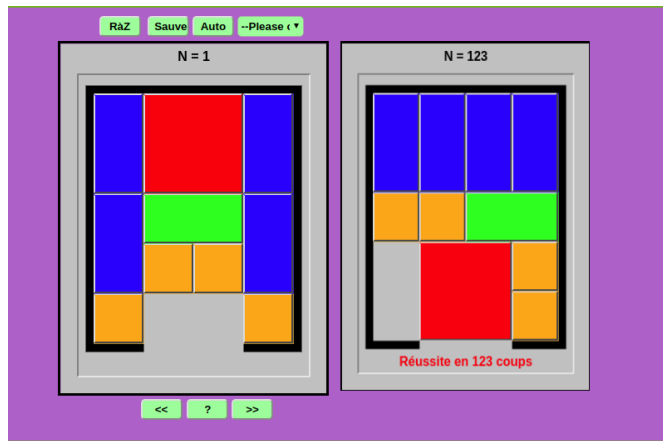 RàZ Sauve Auto --Please
N = 1
N = 123
Réussite en 123 coups
<< ? >>